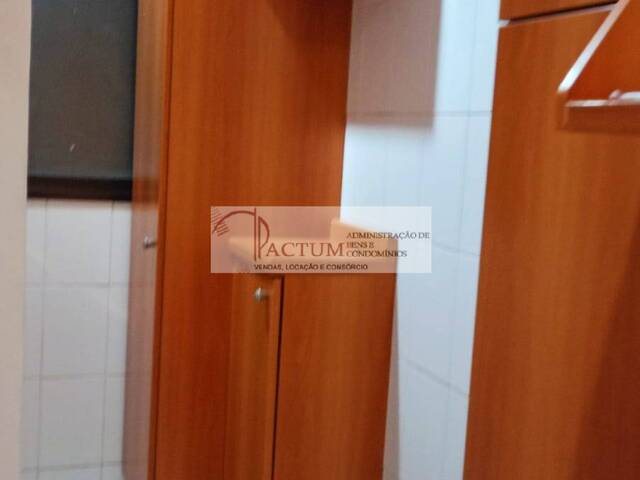 PACTUM
ADMINISTRAÇÃO DE
BENS E
CONDOMÍNIOS
VENDAS, LOCAÇÃO E CONSÓRCIO